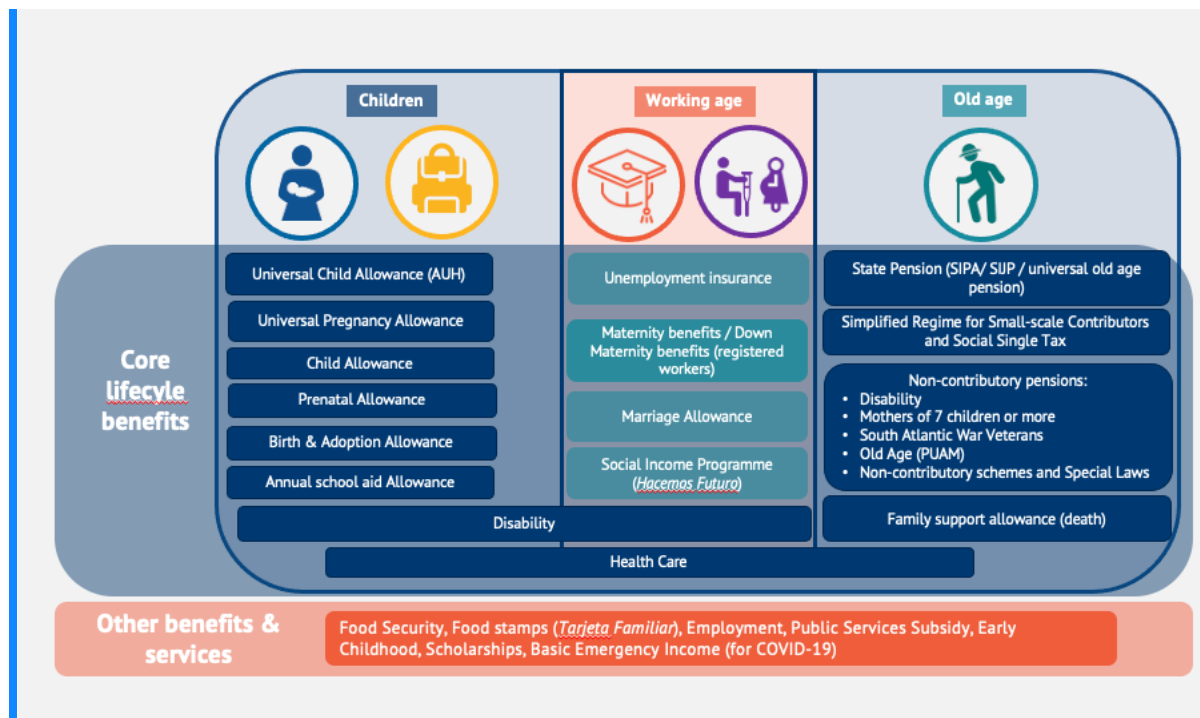 Children
Working age
Old age
Core
lifecyle
benefits
Universal Child Allowance (AUH)
Universal Pregnancy Allowance
Child Allowance
Prenatal Allowance
Birth & Adoption Allowance
Annual school aid Allowance
Unemployment insurance
Maternity benefits / Down
Maternity benefits (registered
workers)
Marriage Allowance
Social Income Programme
(Hacemos Futuro)
State Pension (SIPA/ SIJP / universal old age
pension)
Simplified Regime for Small-scale Contributors
and Social Single Tax
Non-contributory pensions:
• Disability
• Mothers of 7 children or more
• South Atlantic War Veterans
• Old Age (PUAM)
• Non-contributory schemes and Special Laws
Family support allowance (death)
Disability
Health Care
Other benefits &
services
Food Security, Food stamps (Tarjeta Familiar), Employment, Public Services Subsidy, Early
Childhood, Scholarships, Basic Emergency Income (for COVID-19)